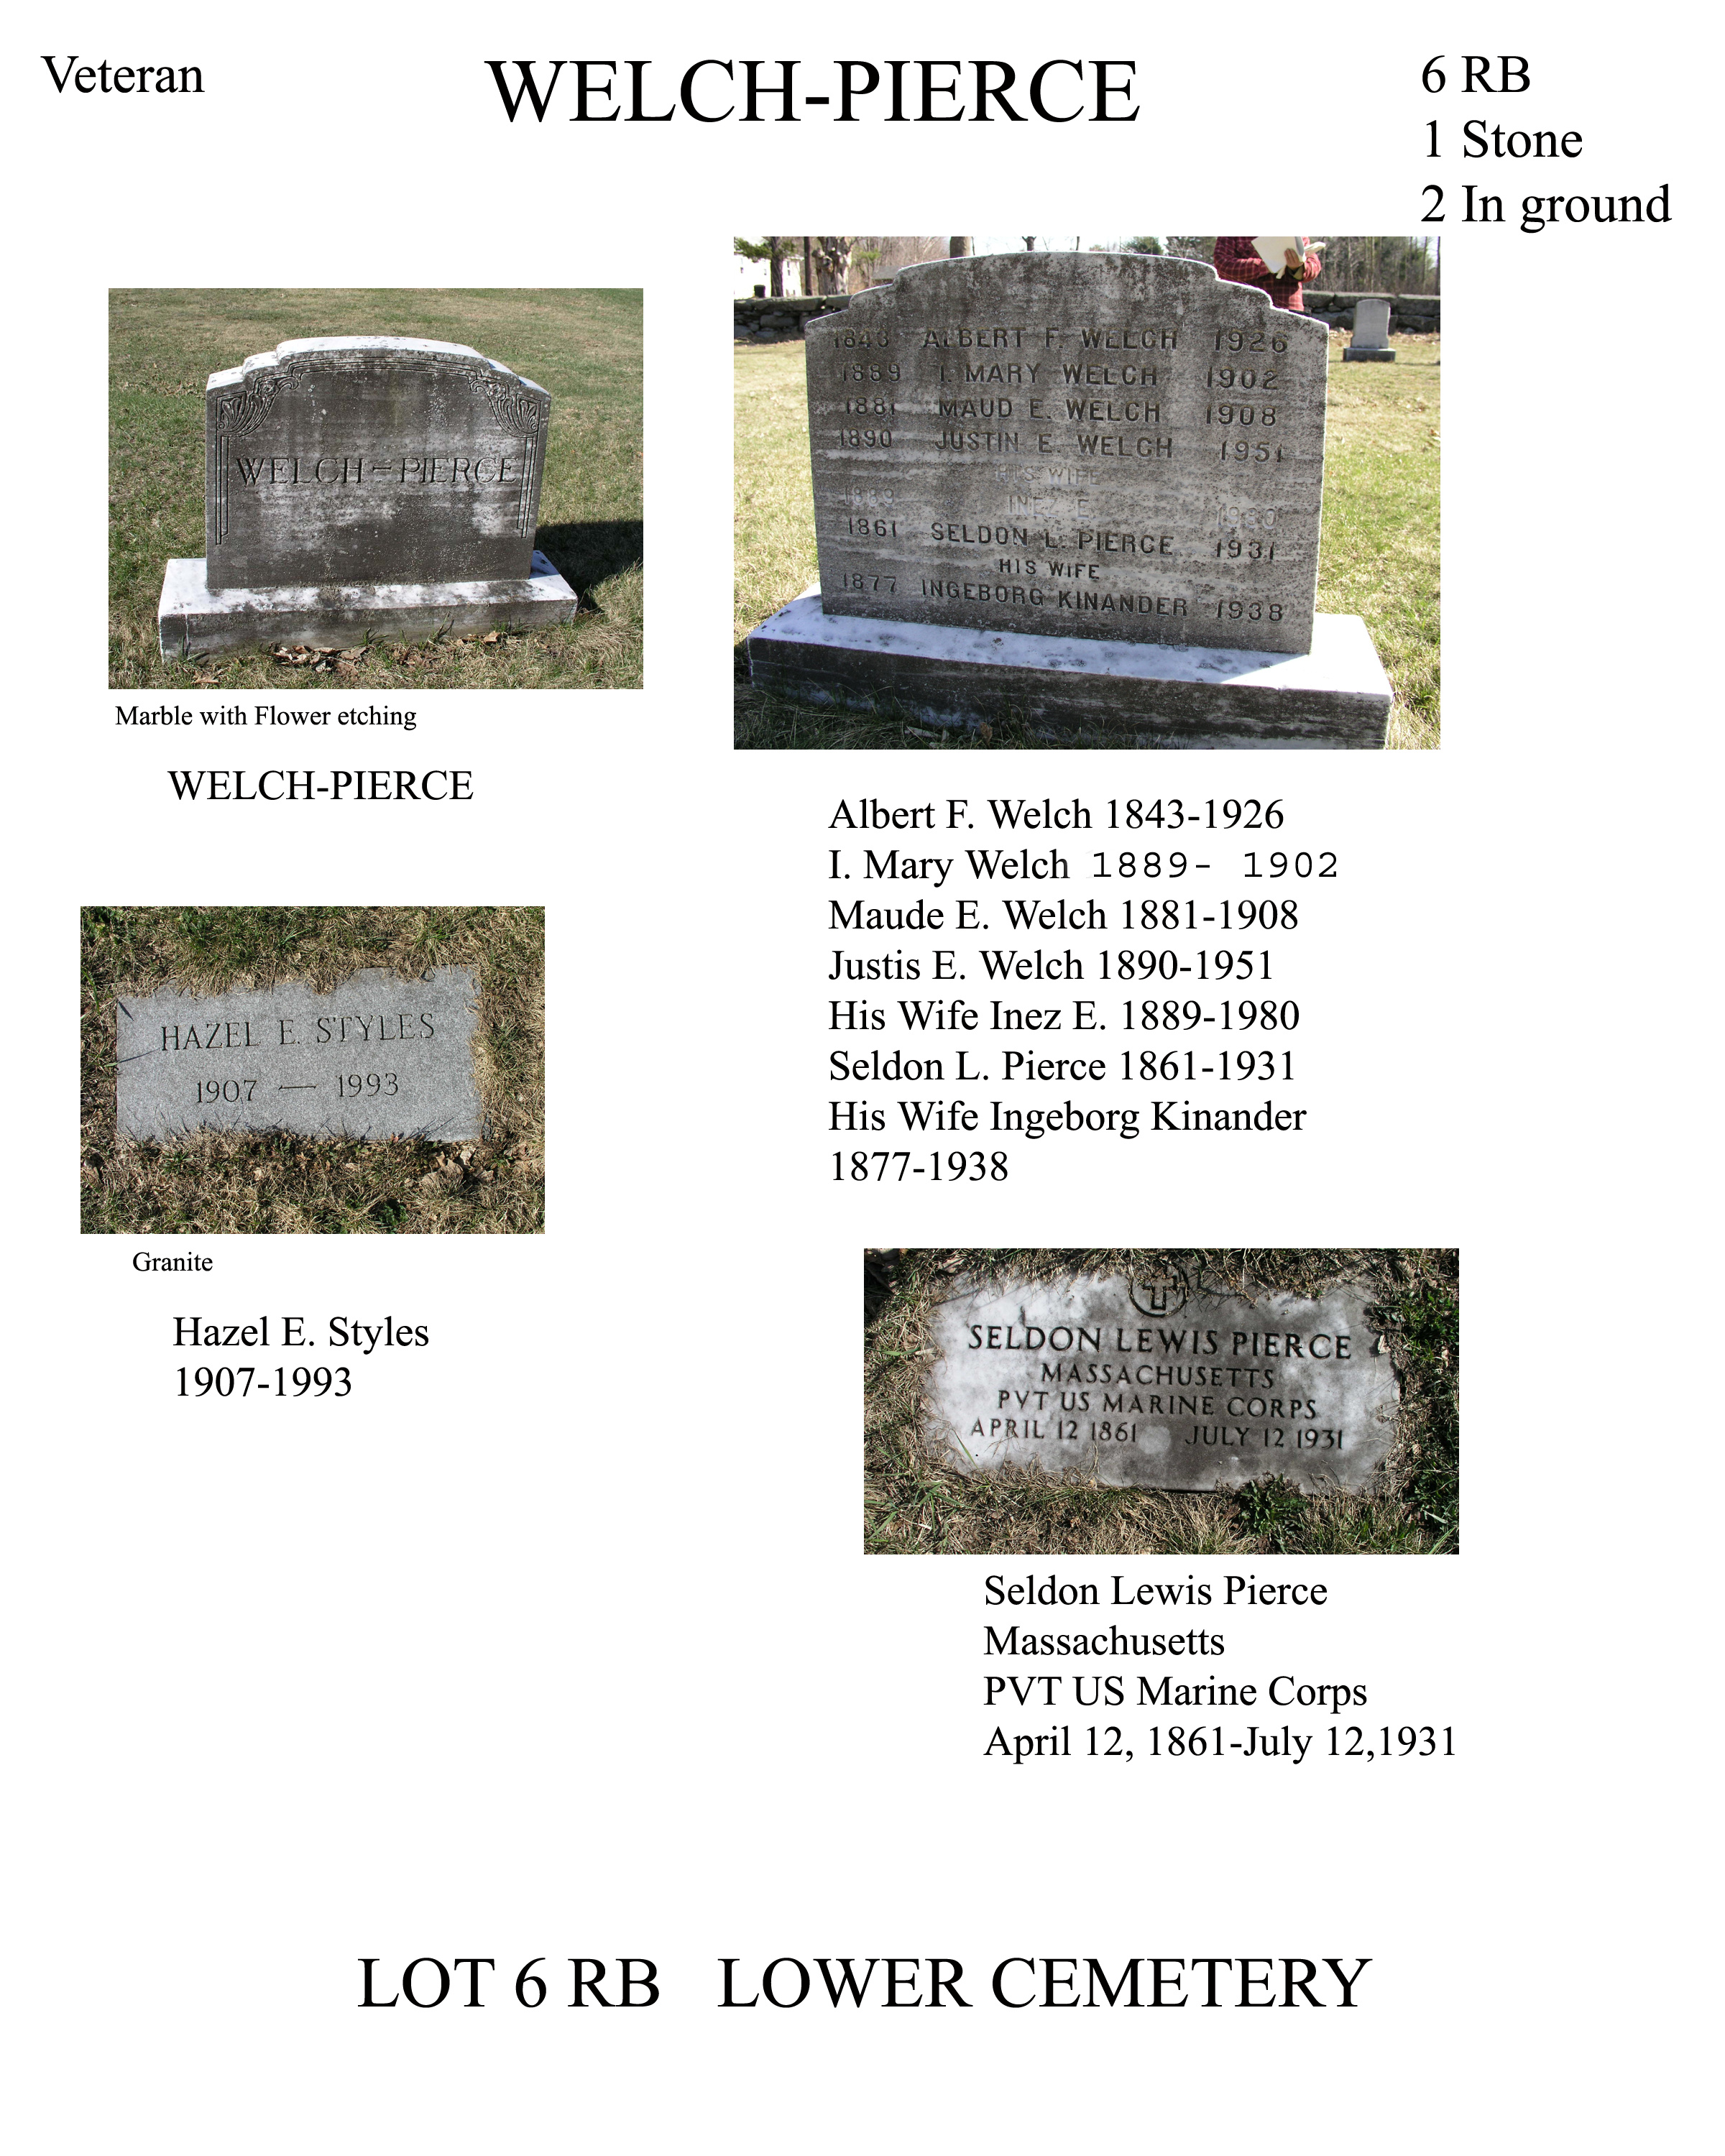 Veteran
WELCH-PIERCE
6 RB
1 Stone
2 In ground
WELCH-PIERCE
Marble with Flower etching
WELCH-PIERCE
1843 ALBERT F. WELCH 1926
1889 I. MARY WELCH 1902
1881 MAUD E. WELCH 1908
1890 JUSTIN E. WELCH 1951
HIS WIFE
1889 INEZ E. 1980
1861 SELDON L. PIERCE 1931
HIS WIFE
1877 INGEBORG KINANDER 1938
Albert F. Welch 1843-1926
I. Mary Welch 1889- 1902
Maude E. Welch 1881-1908
Justis E. Welch 1890-1951
His Wife Inez E. 1889-1980
Seldon L. Pierce 1861-1931
His Wife Ingeborg Kinander
1877-1938
HAZEL E. STYLES
1907 — 1993
Granite
Hazel E. Styles
1907-1993
SELDON LEWIS PIERCE
MASSACHUSETTS
PVT US MARINE CORPS
APRIL 12 1861 JULY 12 1931
Seldon Lewis Pierce
Massachusetts
PVT US Marine Corps
April 12, 1861-July 12,1931
LOT 6 RB LOWER CEMETERY